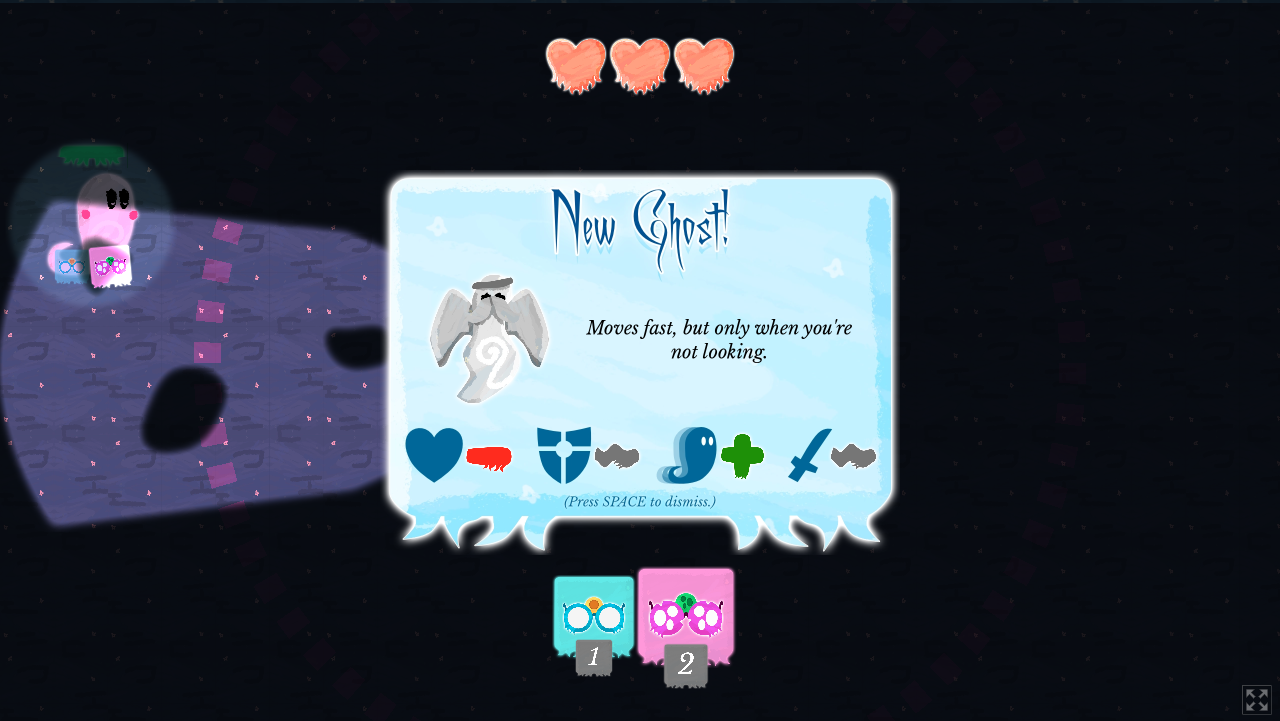 New Ghost!
Moves fast, but only when you're
not looking.
(Press SPACE to dismiss.)
1
2